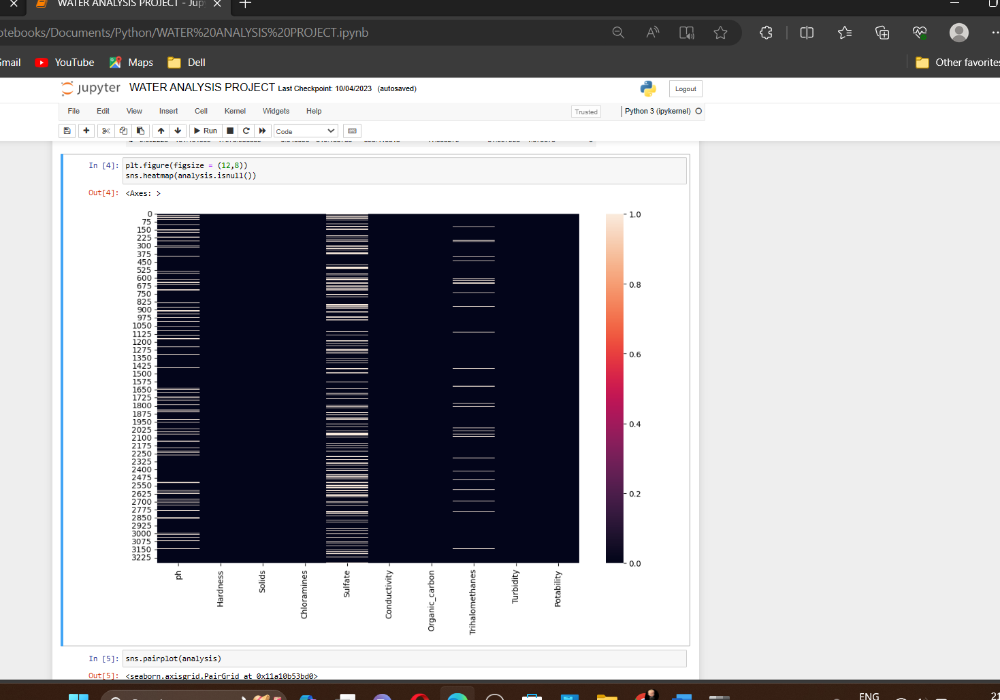 WATER ANALYSIS PROJECT - Jup
otebooks/Documents/Python/WATER%20ANALYSIS%20PROJECT.ipynb
Gmail YouTube Maps Dell Other favorites
jupyter WATER ANALYSIS PROJECT Last Checkpoint: 10/04/2023 (autosaved) Logout
File Edit View Insert Cell Kernel Widgets Help Trusted Python 3 (ipykernel)
Run Code
In [4]: plt.figure(figsize = (12,8))
sns.heatmap(analysis.isnull())
Out[4]: <Axes: >
0
75
150
225
300
375
450
525
600
675
750
825
900
975
1050
1125
1200
1275
1350
1425
1500
1575
1650
1725
1800
1875
1950
2025
2100
2175
2250
2325
2400
2475
2550
2625
2700
2775
2850
2925
3000
3075
3150
3225
1.0
0.8
0.6
0.4
0.2
0.0
ph
Hardness
Solids
Chloramines
Sulfate
Conductivity
Organic_carbon
Trihalomethanes
Turbidity
Potability
In [5]: sns.pairplot(analysis)
Out[5]: <seaborn.axisgrid.PairGrid at 0x11a10b53bd0>
ENG